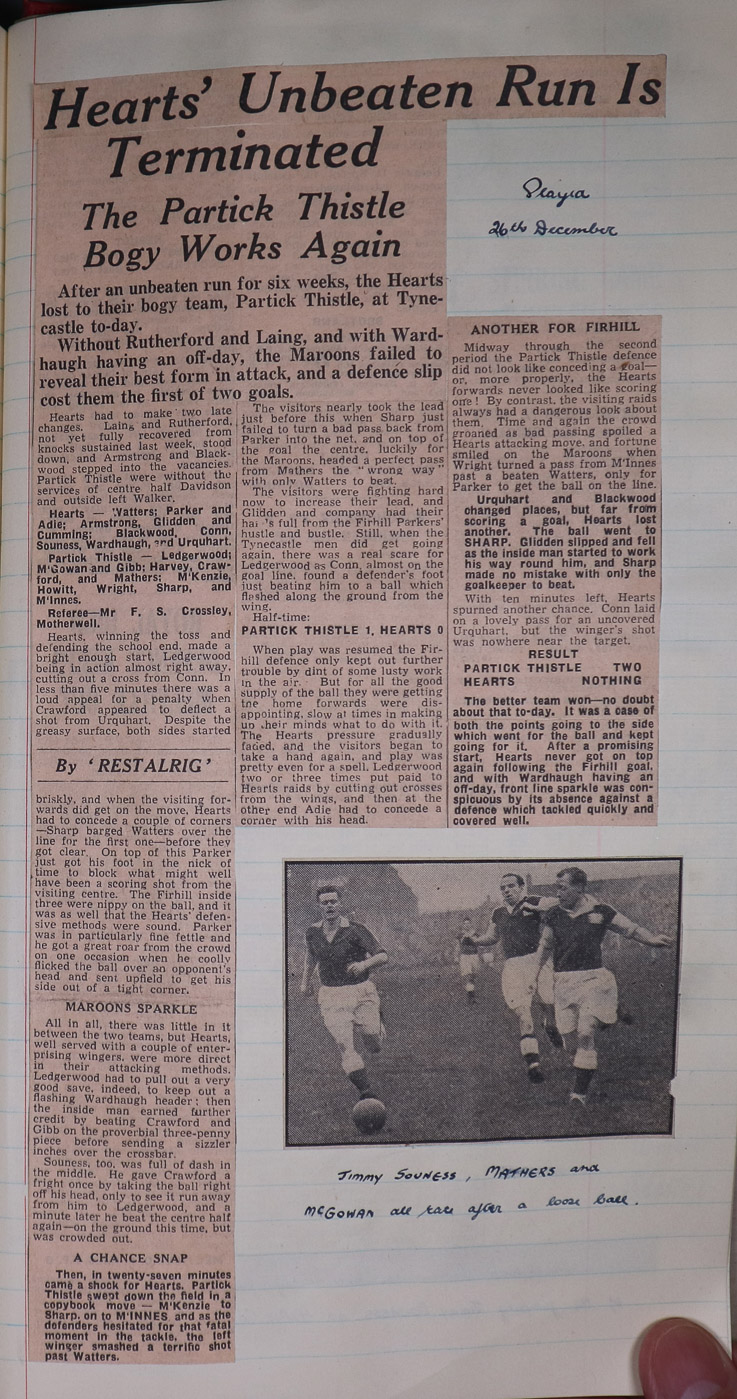 Hearts' Unbeaten Run Is
Terminated
The Partick Thistle
Bogy Works Again
After an unbeaten run for six weeks, the Hearts
lost to their bogy team, Partick Thistle, at Tyne-
castle to-day.
Without Rutherford and Laing, and with Ward-
haugh having an off-day, the Maroons failed to
reveal their best form in attack, and a defence slip
cost them the first of two goals.
Played
26th December
Hearts had to make two late
changes. Laing and Rutherford,
not yet fully recovered from
knocks sustained last week, stood
down, and Armstrong and Black-
wood stepped into the vacancies.
Partick Thistle were without the
services of centre half Davidson
and outside left Walker.
Hearts — Watters; Parker and
Adie; Armstrong, Glidden and
Cumming; Blackwood, Conn,
Souness, Wardhaugh, and Urquhart.
Partick Thistle — Ledgerwood;
M'Gowan and Gibb; Harvey, Craw-
ford, and Mathers; M'Kenzie,
Howitt, Wright, Sharp, and
M'Innes.
Referee—Mr F. S. Crossley,
Motherwell.
Hearts, winning the toss and
defending the school end, made a
bright enough start, Ledgerwood
being in action almost right away,
cutting out a cross from Conn. In
less than five minutes there was a
loud appeal for a penalty when
Crawford appeared to deflect a
shot from Urquhart. Despite the
greasy surface, both sides started
By 'RESTALRIG'
briskly, and when the visiting for-
wards did get on the move, Hearts
had to concede a couple of corners
—Sharp barged Watters over the
line for the first one—before they
got clear. On top of this Parker
just got his foot in the nick of
time to block what might well
have been a scoring shot from the
visiting centre. The Firhill inside
three were nippy on the ball, and it
was as well that the Hearts' defen-
sive methods were sound. Parker
was in particularly fine fettle and
he got a great roar from the crowd
on one occasion when he coolly
flicked the ball over an opponent's
head and sent upfield to get his
side out of a tight corner.
MAROONS SPARKLE
All in all, there was little in it
between the two teams, but Hearts,
well served with a couple of enter-
prising wingers, were more direct
in their attacking methods.
Ledgerwood had to pull out a very
good save, indeed, to keep out a
flashing Wardhaugh header; then
the inside man earned further
credit by beating Crawford and
Gibb on the proverbial three-penny
piece before sending a sizzler
inches over the crossbar.
Souness, too, was full of dash in
the middle. He gave Crawford a
fright once by taking the ball right
off his head, only to see it run away
from him to Ledgerwood, and a
minute later he beat the centre half
again—on the ground this time, but
was crowded out.
A CHANCE SNAP
Then, in twenty-seven minutes
came a shock for Hearts. Partick
Thistle swept down the field in a
copybook move — M'Kenzie to
Sharp, on to M'INNES, and as the
defenders hesitated for that fatal
moment in the tackle, the left
winger smashed a terrific shot
past Watters.
The visitors nearly took the lead
just before this when Sharp just
failed to turn a bad pass back from
Parker into the net, and on top of
the goal the centre, luckily for
the Maroons, headed a perfect pass
from Mathers the "wrong way"
with only Watters to beat.
The visitors were fighting hard
now to increase their lead, and
Glidden and company had their
full from the Firhill Parkers'
hustle and bustle. Still, when the
Tynecastle men did get going
again, there was a real scare for
Ledgerwood as Conn, almost on the
goal line, found a defender's foot
just beating him to a ball which
flashed along the ground from the
wing.
Half-time:
PARTICK THISTLE 1, HEARTS 0
When play was resumed the Fir-
hill defence only kept out further
trouble by dint of some lusty work
in the air. But for all the good
supply of the ball they were getting
the home forwards were dis-
appointing, slow at times in making
up their minds what to do with it.
The Hearts pressure gradually
faded, and the visitors began to
take a hand again, and play was
pretty even for a spell. Ledgerwood
two or three times put paid to
Hearts raids by cutting out crosses
from the wings, and then at the
other end Adie had to concede a
corner with his head.
ANOTHER FOR FIRHILL
Midway through the second
period the Partick Thistle defence
did not look like conceding a goal—
or, more properly, the Hearts
forwards never looked like scoring
one! By contrast, the visiting raids
always had a dangerous look about
them. Time and again the crowd
groaned as bad passing spoiled a
Hearts attacking move, and fortune
smiled on the Maroons when
Wright turned a pass from M'Innes
past a beaten Watters, only for
Parker to get the ball on the line.
Urquhart and Blackwood
changed places, but far from
scoring a goal, Hearts lost
another. The ball went to
SHARP. Glidden slipped and fell
as the inside man started to work
his way round him, and Sharp
made no mistake with only the
goalkeeper to beat.
With ten minutes left, Hearts
spurned another chance. Conn laid
on a lovely pass for an uncovered
Urquhart, but the winger's shot
was nowhere near the target.
RESULT
PARTICK THISTLE TWO
HEARTS NOTHING
The better team won—no doubt
about that to-day. It was a case of
both the points going to the side
which went for the ball and kept
going for it. After a promising
start, Hearts never got on top
again following the Firhill goal,
and with Wardhaugh having an
off-day, front line sparkle was con-
spicuous by its absence against a
defence which tackled quickly and
covered well.
Jimmy SOUNESS, MATHERS and
McGOWAN all race after a loose ball.